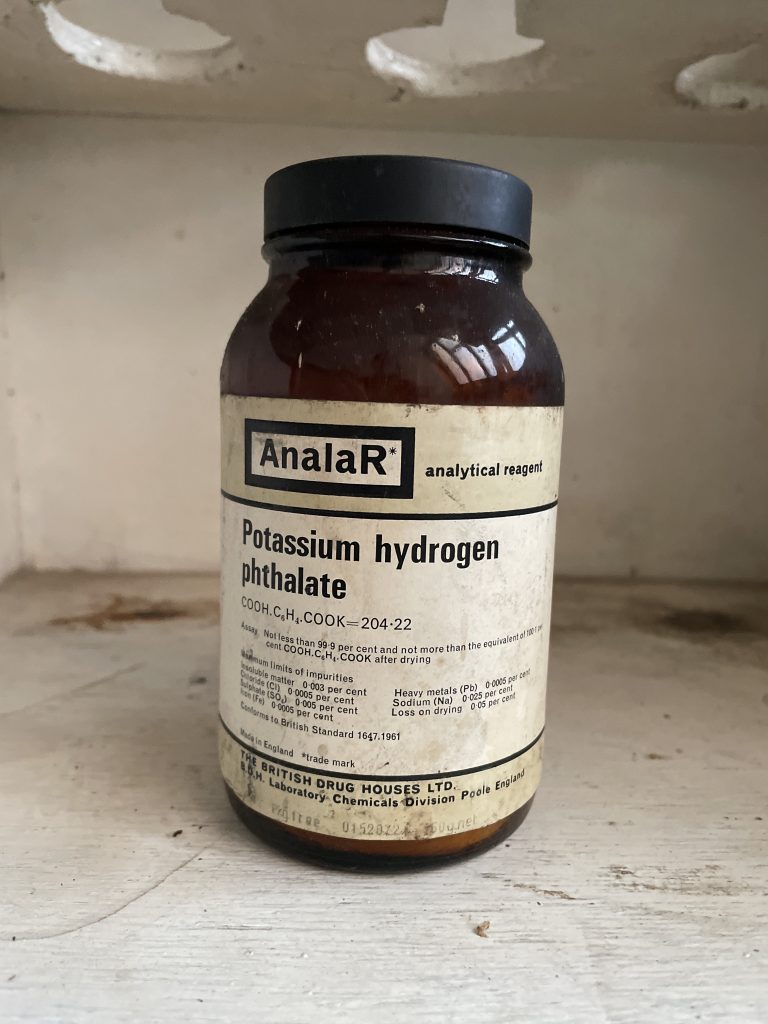 AnalaR* analytical reagent
Potassium hydrogen
phthalate
COOH.C₆H₄.COOK=204·22
Assay Not less than 99·9 per cent and not more than the equivalent of 100·1 per
cent COOH.C₆H₄.COOK after drying
Maximum limits of impurities
Insoluble matter 0·003 per cent
Chloride (Cl) 0·0005 per cent
Sulphate (SO₄) 0·005 per cent
Iron (Fe) 0·0005 per cent
Heavy metals (Pb) 0·0005 per cent
Sodium (Na) 0·025 per cent
Loss on drying 0·05 per cent
Conforms to British Standard 1647.1961
Made in England *trade mark
THE BRITISH DRUG HOUSES LTD.
B.D.H. Laboratory Chemicals Division Poole England